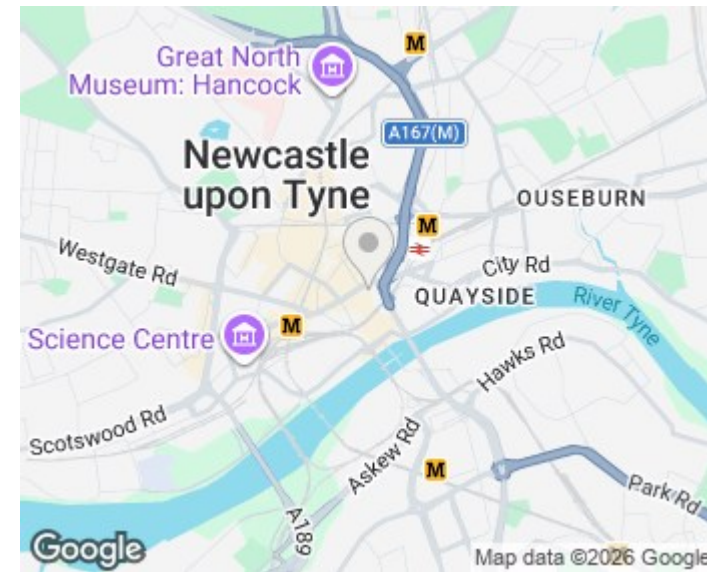 M
Great North
Museum: Hancock
A167(M)
Newcastle
upon Tyne
OUSEBURN
M
Westgate Rd
City Rd
QUAYSIDE
River Tyne
Science Centre
M
Hawks Rd
Scotswood Rd
Askew Rd
M
Park Rd
A189
Google
Map data ©2026 Google